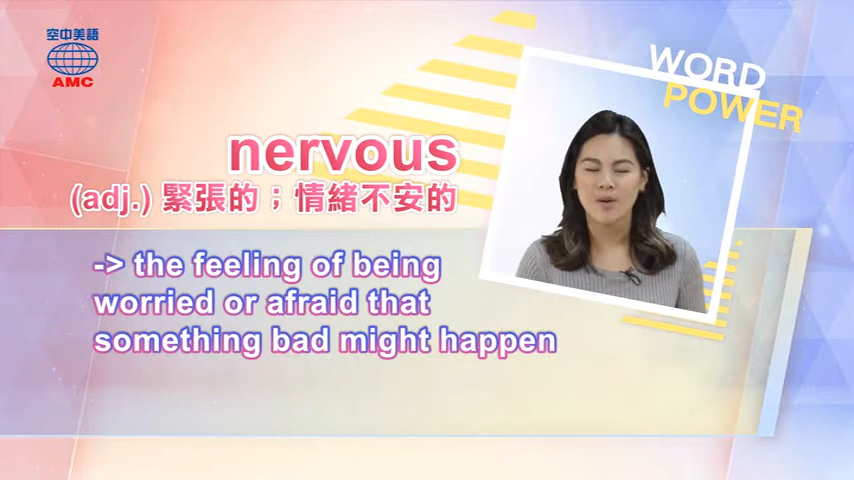 空中美語
AMC
WORD
POWER
nervous
(adj.) 緊張的；情緒不安的
-> the feeling of being
worried or afraid that
something bad might happen